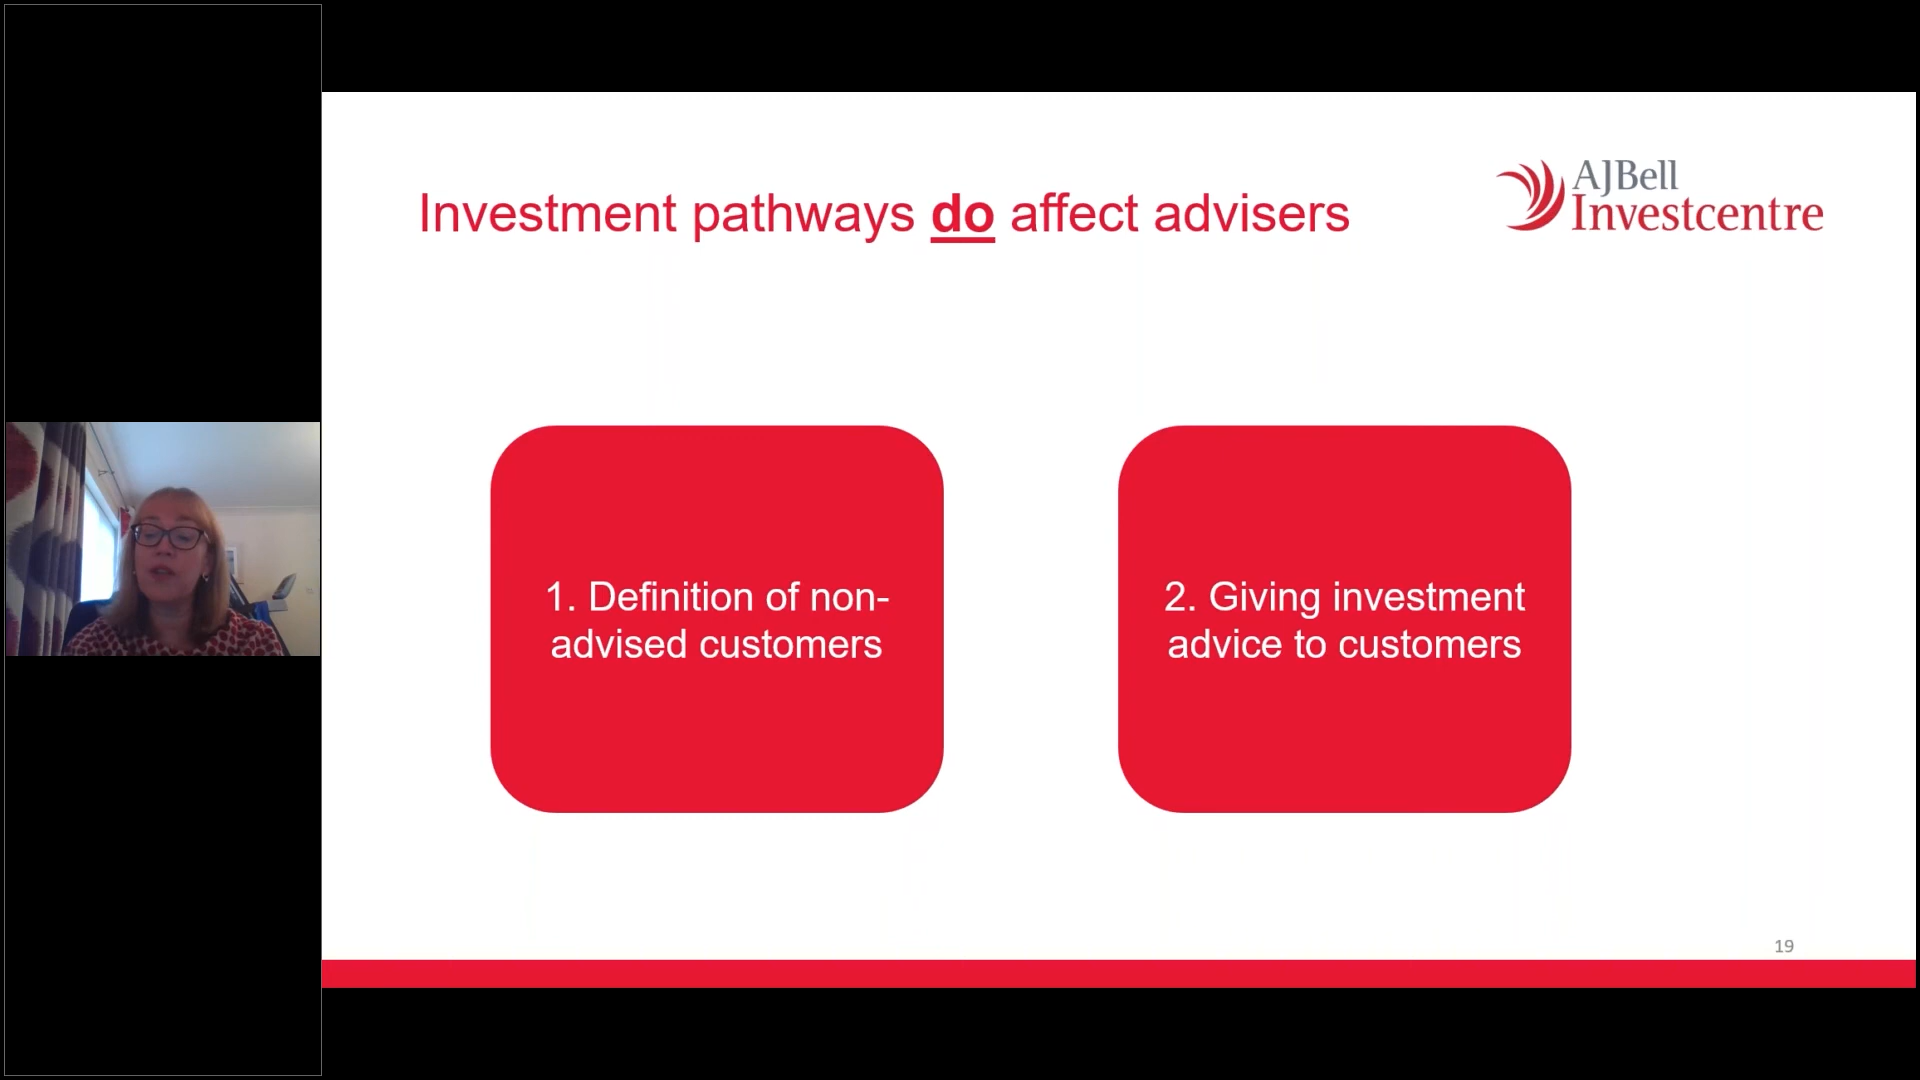 Investment pathways do affect advisers
AJBell
Investcentre
1. Definition of non-
advised customers
2. Giving investment
advice to customers
19